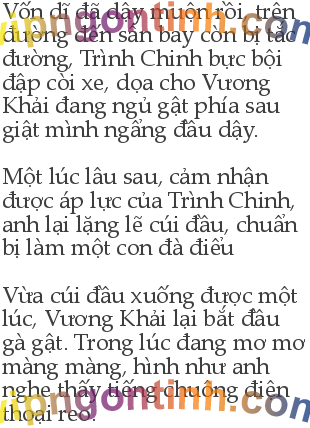 Vốn dĩ đã dậy muộn rồi, trên
đường đến sân bay còn bị tắc
đường, Trình Chinh bực bội
đập còi xe, dọa cho Vương
Khải đang ngủ gật phía sau
giật mình ngẩng đầu dậy.
Một lúc lâu sau, cảm nhận
được áp lực của Trình Chinh,
anh lại lặng lẽ cúi đầu, chuẩn
bị làm một con đà điểu
Vừa cúi đầu xuống được một
lúc, Vương Khải lại bắt đầu
gà gật. Trong lúc đang mơ mơ
màng màng, hình như anh
nghe thấy tiếng chuông điện
thoại reo.
vipngontinh.com
vipngontinh.com